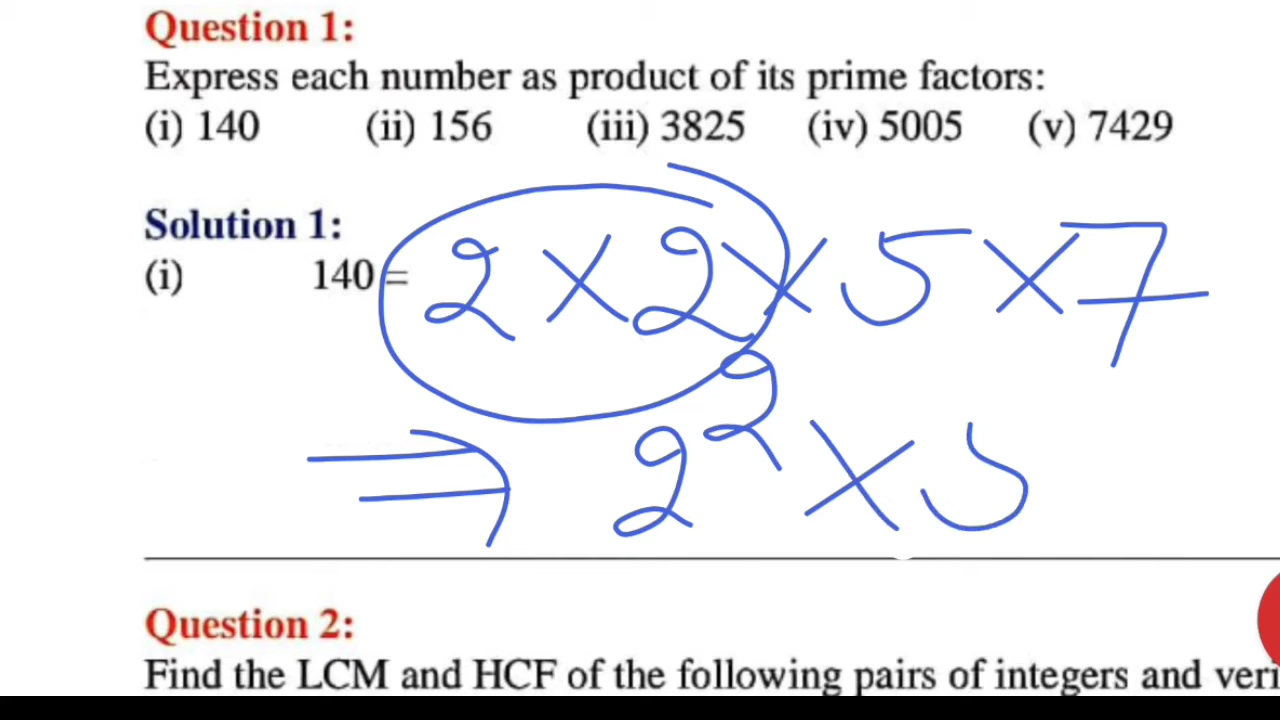 Question 1:
Express each number as product of its prime factors:
(i) 140 (ii) 156 (iii) 3825 (iv) 5005 (v) 7429
Solution 1:
(i) 140 = 2 × 2 × 5 × 7
⇒ 2² × 5
Question 2:
Find the LCM and HCF of the following pairs of integers and veri